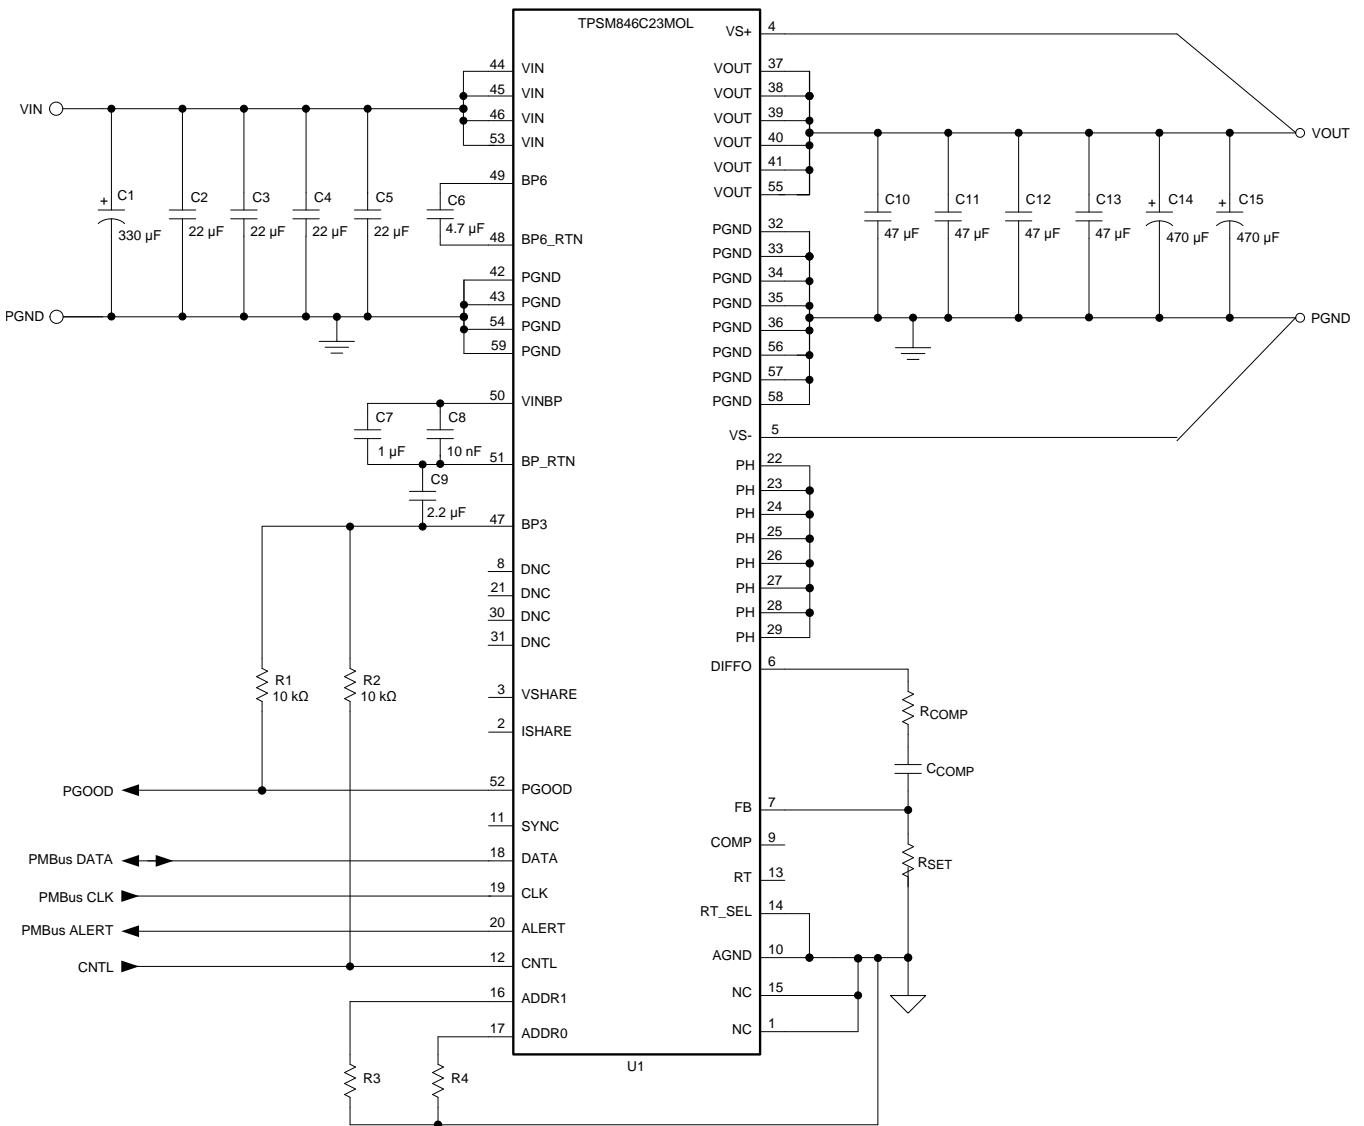 TPSM846C23MOL
VS+ 4
44 VIN
45 VIN
46 VIN
53 VIN
49 BP6
48 BP6_RTN
42 PGND
43 PGND
54 PGND
59 PGND
50 VINBP
51 BP_RTN
47 BP3
8 DNC
21 DNC
30 DNC
31 DNC
3 VSHARE
2 ISHARE
52 PGOOD
11 SYNC
18 DATA
19 CLK
20 ALERT
12 CNTL
16 ADDR1
17 ADDR0
VOUT 37
VOUT 38
VOUT 39
VOUT 40
VOUT 41
VOUT 55
PGND 32
PGND 33
PGND 34
PGND 35
PGND 36
PGND 56
PGND 57
PGND 58
VS- 5
PH 22
PH 23
PH 24
PH 25
PH 26
PH 27
PH 28
PH 29
DIFFO 6
FB 7
COMP 9
RT 13
RT_SEL 14
AGND 10
NC 15
NC 1
U1
VIN
PGND
+ C1
330 µF
C2
22 µF
C3
22 µF
C4
22 µF
C5
22 µF
C6
4.7 µF
C7
1 µF
C8
10 nF
C9
2.2 µF
R1
10 kΩ
R2
10 kΩ
PGOOD
PMBus DATA
PMBus CLK
PMBus ALERT
CNTL
R3
R4
VOUT
PGND
C10
47 µF
C11
47 µF
C12
47 µF
C13
47 µF
+ C14
470 µF
+ C15
470 µF
RCOMP
CCOMP
RSET